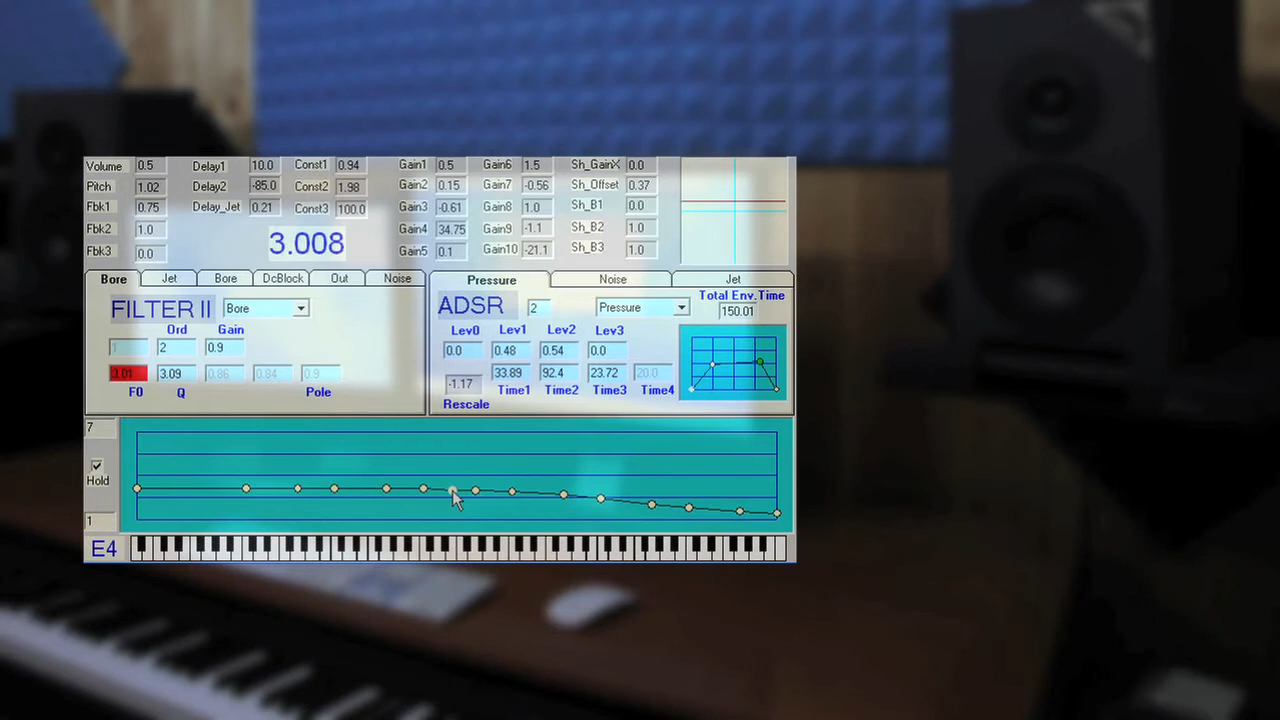 Volume 0.5 Delay1 10.0 Const1 0.94 Gain1 0.5 Gain6 1.5 Sh_GainX 0.0
Pitch 1.02 Delay2 -85.0 Const2 1.98 Gain2 0.15 Gain7 -0.56 Sh_Offset 0.37
Fbk1 0.75 Delay_Jet 0.21 Const3 100.0 Gain3 -0.61 Gain8 1.0 Sh_B1 0.0
Fbk2 1.0 Gain4 34.75 Gain9 -1.1 Sh_B2 1.0
Fbk3 0.0 3.008 Gain5 0.1 Gain10 -21.1 Sh_B3 1.0
Bore Jet Bore DcBlock Out Noise Pressure Noise Jet
FILTER II Bore ADSR 2 Pressure Total Env.Time
150.01
Ord Gain Lev0 Lev1 Lev2 Lev3
1 2 0.9 0.0 0.48 0.54 0.0
3.01 3.09 0.86 0.84 0.9 -1.17 33.89 92.4 23.72 20.0
F0 Q Pole Time1 Time2 Time3 Time4
Rescale
7
Hold
1
E4